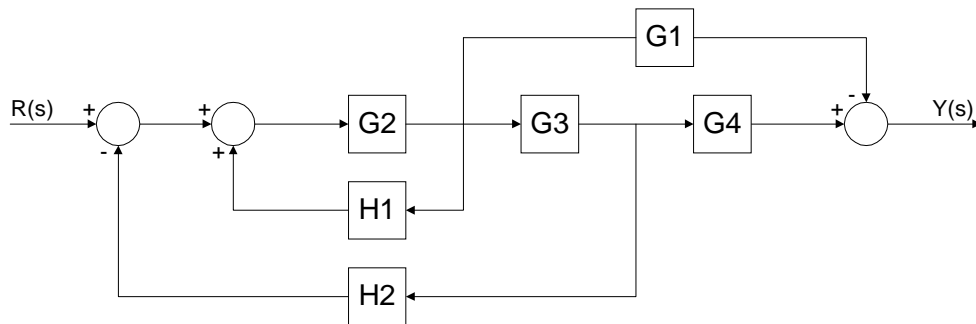 G1
R(s)
+
+
-
+
Y(s)
G2
G3
G4
-
+
H1
H2